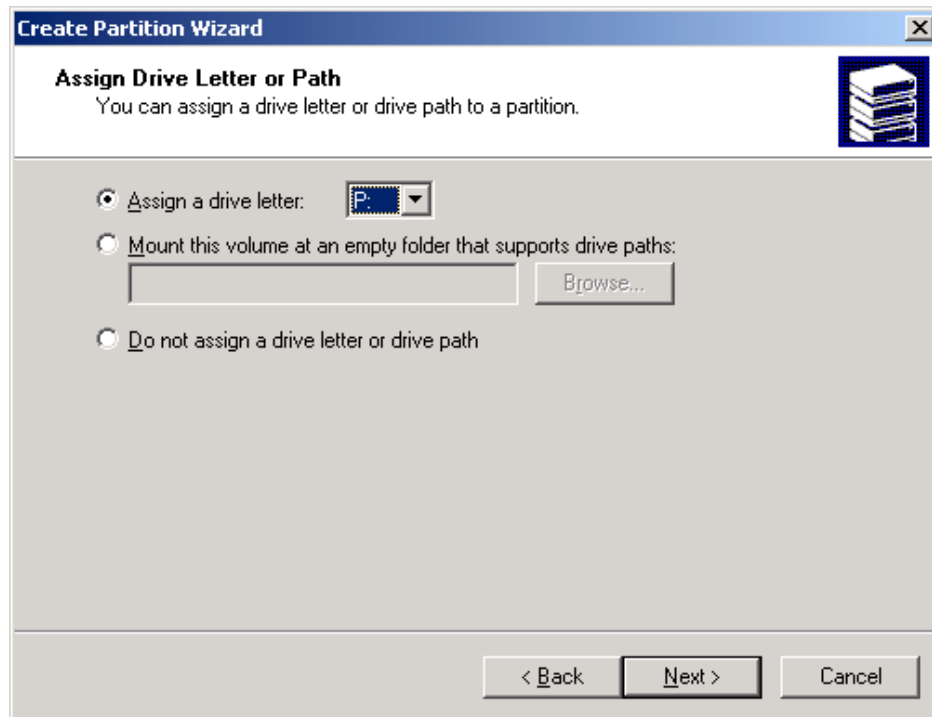 Create Partition Wizard
Assign Drive Letter or Path
You can assign a drive letter or drive path to a partition.
Assign a drive letter: P:
Mount this volume at an empty folder that supports drive paths:
Browse...
Do not assign a drive letter or drive path
< Back Next > Cancel